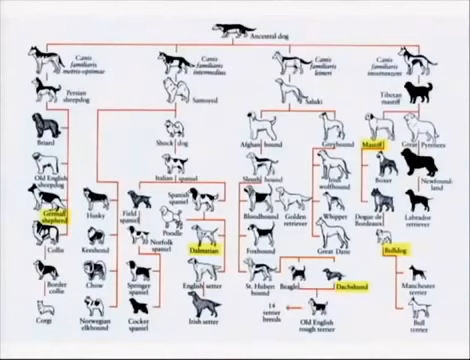 Ancestral dog
Canis
familiaris
metris-optimae
Canis
familiaris
intermedius
Canis
familiaris
leineri
Canis
familiaris
inostranzewi
Persian
sheepdog
Samoyed
Saluki
Tibetan
mastiff
Briard
Shock dog
Afghan hound
Greyhound
Mastiff
Great Pyrenees
Old English
sheepdog
Italian spaniel
Sleuth hound
Irish
wolfhound
Boxer
Newfound-
land
German
shepherd
Husky
Field
spaniel
Spanish
spaniel
Poodle
Bloodhound
Golden
retriever
Whippet
Dogue de
Bordeaux
Labrador
retriever
Collie
Keeshond
Norfolk
spaniel
Dalmatian
Foxhound
Great Dane
Bulldog
Border
collie
Chow
Sprenger
spaniel
English setter
St. Hubert
hound
Beagle
Dachshund
Manchester
terrier
Corgi
Norwegian
elkhound
Cocker
spaniel
Irish setter
14
terrier breeds
Old English
rough terrier
Bull
terrier